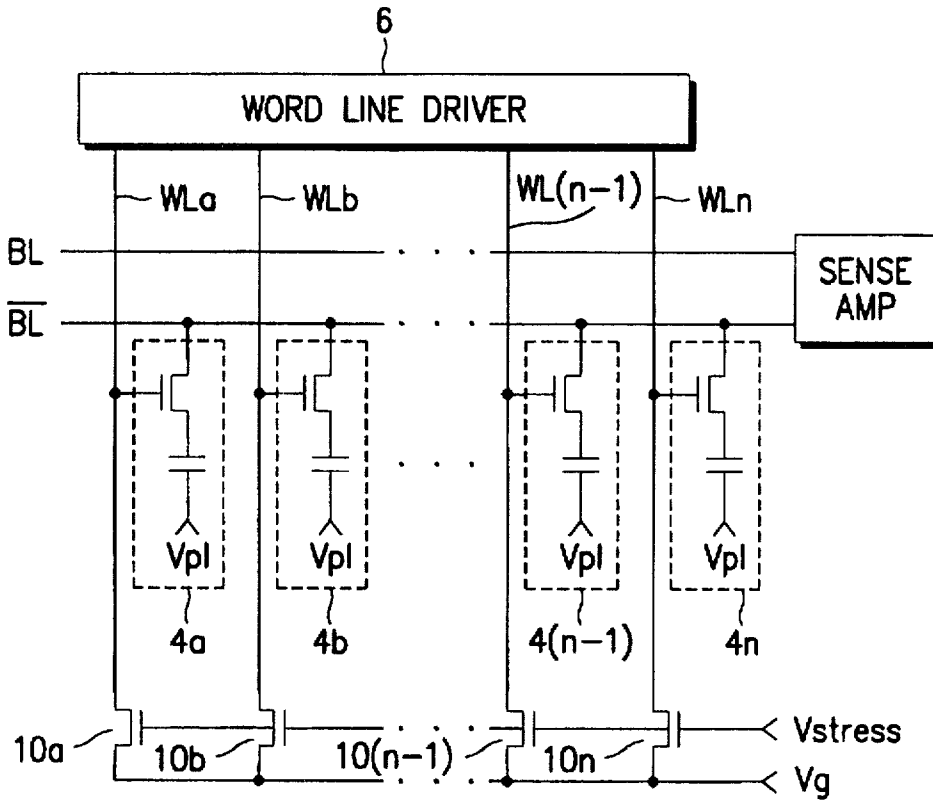 6
WORD LINE DRIVER
WLa
WLb
WL(n-1)
WLn
BL
SENSE
AMP
B̅L̅
Vpl
Vpl
Vpl
Vpl
4a
4b
4(n-1)
4n
10a
10b
10(n-1)
10n
Vstress
Vg